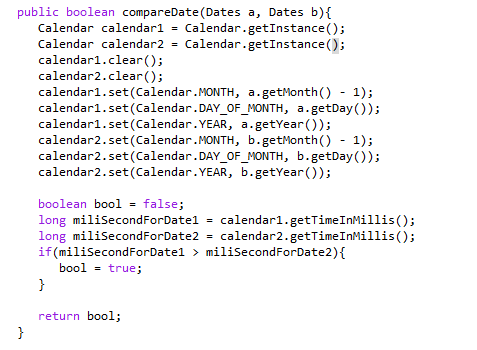 public boolean compareDate(Dates a, Dates b){
Calendar calendar1 = Calendar.getInstance();
Calendar calendar2 = Calendar.getInstance();
calendar1.clear();
calendar2.clear();
calendar1.set(Calendar.MONTH, a.getMonth() - 1);
calendar1.set(Calendar.DAY_OF_MONTH, a.getDay());
calendar1.set(Calendar.YEAR, a.getYear());
calendar2.set(Calendar.MONTH, b.getMonth() - 1);
calendar2.set(Calendar.DAY_OF_MONTH, b.getDay());
calendar2.set(Calendar.YEAR, b.getYear());
boolean bool = false;
long miliSecondForDate1 = calendar1.getTimeInMillis();
long miliSecondForDate2 = calendar2.getTimeInMillis();
if(miliSecondForDate1 > miliSecondForDate2){
bool = true;
}
return bool;
}